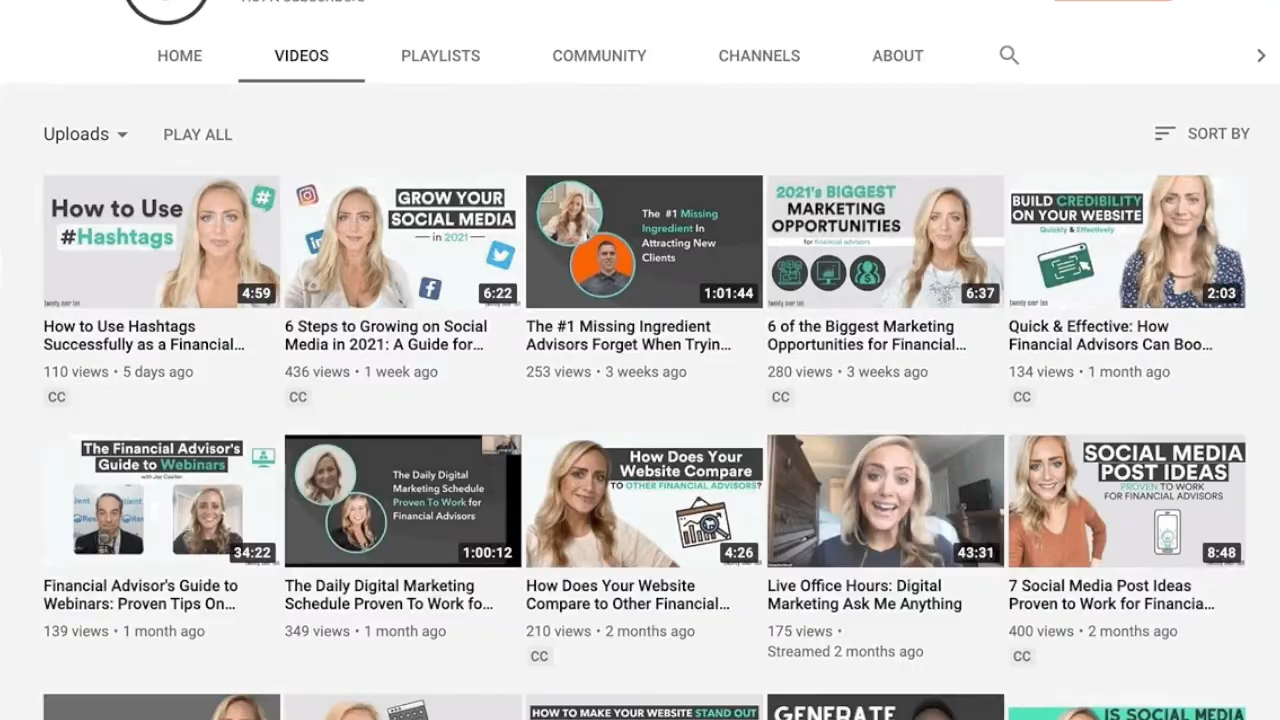 HOME VIDEOS PLAYLISTS COMMUNITY CHANNELS ABOUT
Uploads PLAY ALL SORT BY
How to Use
#Hashtags
4:59
GROW YOUR
SOCIAL MEDIA
in 2021
6:22
The #1 Missing
Ingredient In
Attracting New
Clients
1:01:44
2021's BIGGEST
MARKETING
OPPORTUNITIES
for financial advisors
6:37
BUILD CREDIBILITY
ON YOUR WEBSITE
Quickly & Effectively
2:03
How to Use Hashtags
Successfully as a Financial...
110 views • 5 days ago
CC
6 Steps to Growing on Social
Media in 2021: A Guide for...
436 views • 1 week ago
CC
The #1 Missing Ingredient
Advisors Forget When Tryin...
253 views • 3 weeks ago
6 of the Biggest Marketing
Opportunities for Financial...
280 views • 3 weeks ago
CC
Quick & Effective: How
Financial Advisors Can Boo...
134 views • 1 month ago
CC
The Financial Advisor's
Guide to Webinars
34:22
The Daily Digital
Marketing Schedule
Proven To Work for
Financial Advisors
1:00:12
How Does Your
Website Compare
TO OTHER FINANCIAL ADVISORS?
4:26
43:31
SOCIAL MEDIA
POST IDEAS
PROVEN TO WORK
FOR FINANCIAL ADVISORS
8:48
Financial Advisor's Guide to
Webinars: Proven Tips On...
139 views • 1 month ago
The Daily Digital Marketing
Schedule Proven To Work fo...
349 views • 1 month ago
How Does Your Website
Compare to Other Financial...
210 views • 2 months ago
CC
Live Office Hours: Digital
Marketing Ask Me Anything
175 views •
Streamed 2 months ago
7 Social Media Post Ideas
Proven to Work for Financia...
400 views • 2 months ago
CC
HOW TO MAKE YOUR WEBSITE STAND OUT
GENERATE
IS SOCIAL MEDIA